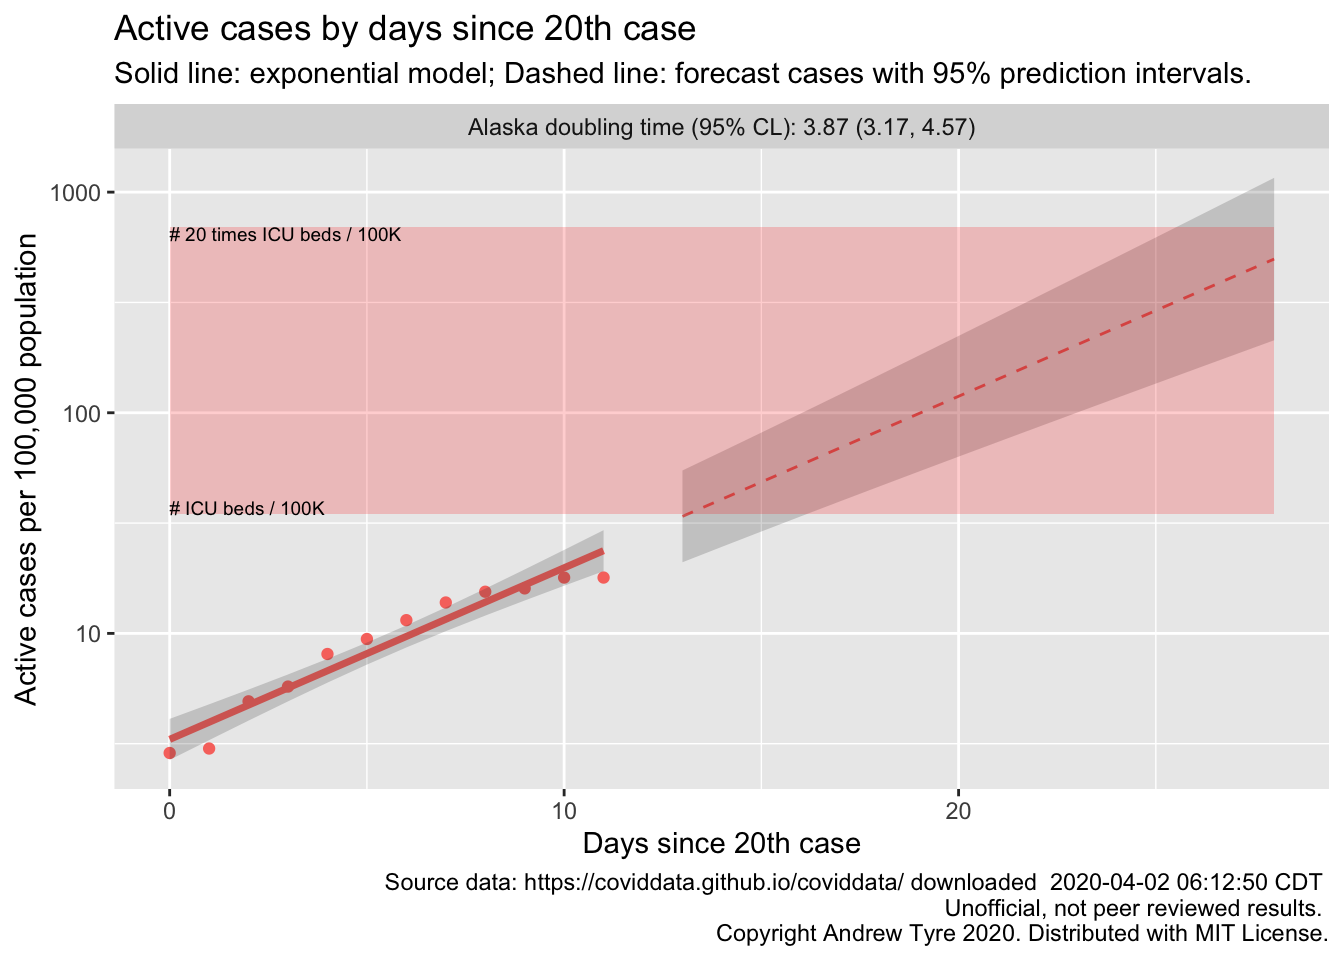 Active cases by days since 20th case
Solid line: exponential model; Dashed line: forecast cases with 95% prediction intervals.
Alaska doubling time (95% CL): 3.87 (3.17, 4.57)
Active cases per 100,000 population
1000
100
10
# 20 times ICU beds / 100K
# ICU beds / 100K
0
10
20
Days since 20th case
Source data: https://coviddata.github.io/coviddata/ downloaded  2020-04-02 06:12:50 CDT
Unofficial, not peer reviewed results.
Copyright Andrew Tyre 2020. Distributed with MIT License.